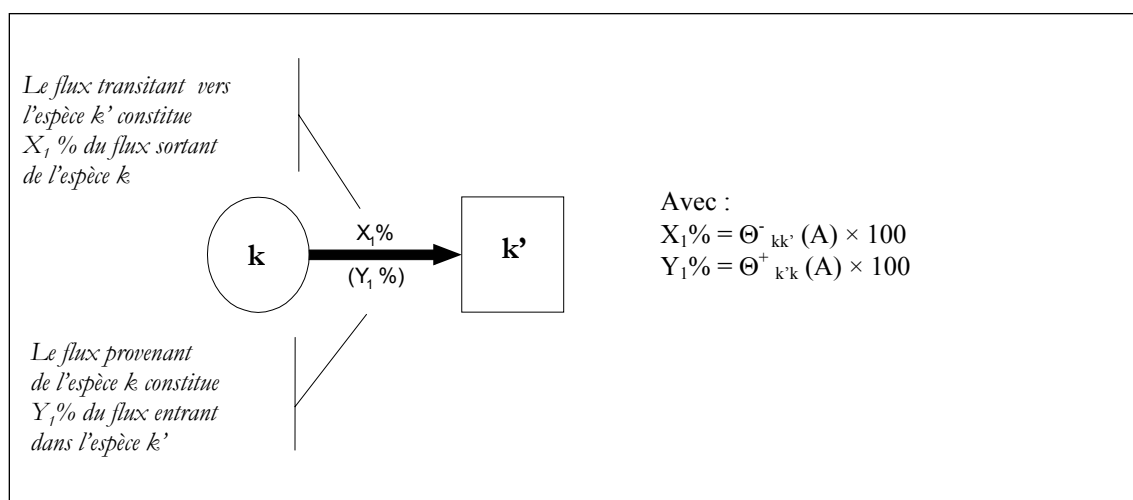 Le flux transitant vers
l'espèce k' constitue
X₁ % du flux sortant
de l'espèce k
k
X₁%
(Y₁ %)
k'
Avec :
X₁% = Θ⁻ kk' (A) × 100
Y₁% = Θ⁺ k'k (A) × 100
Le flux provenant
de l'espèce k constitue
Y₁% du flux entrant
dans l'espèce k'